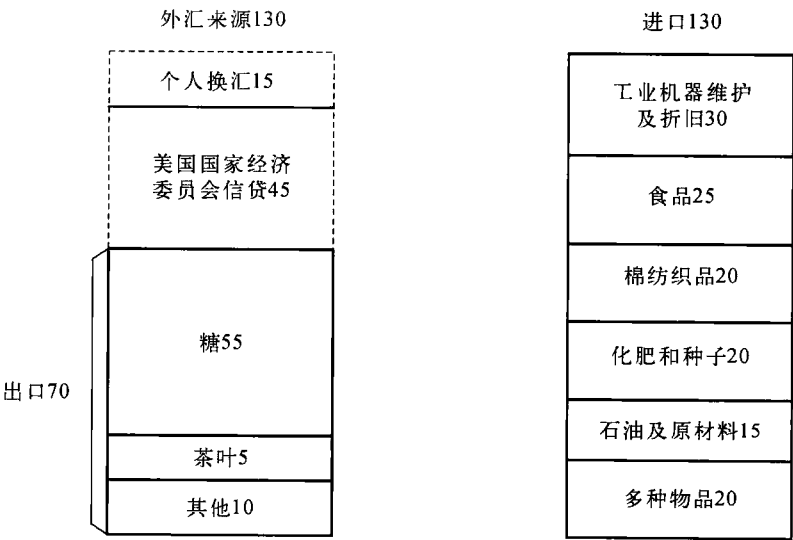 外汇来源130
个人换汇15
美国国家经济
委员会信贷45
糖55
茶叶5
其他10
出口70
进口130
工业机器维护
及折旧30
食品25
棉纺织品20
化肥和种子20
石油及原材料15
多种物品20